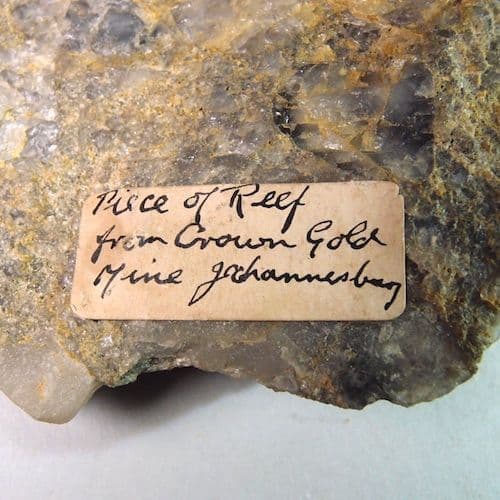 Piece of Reef
from Crown Gold
Mine Johannesburg